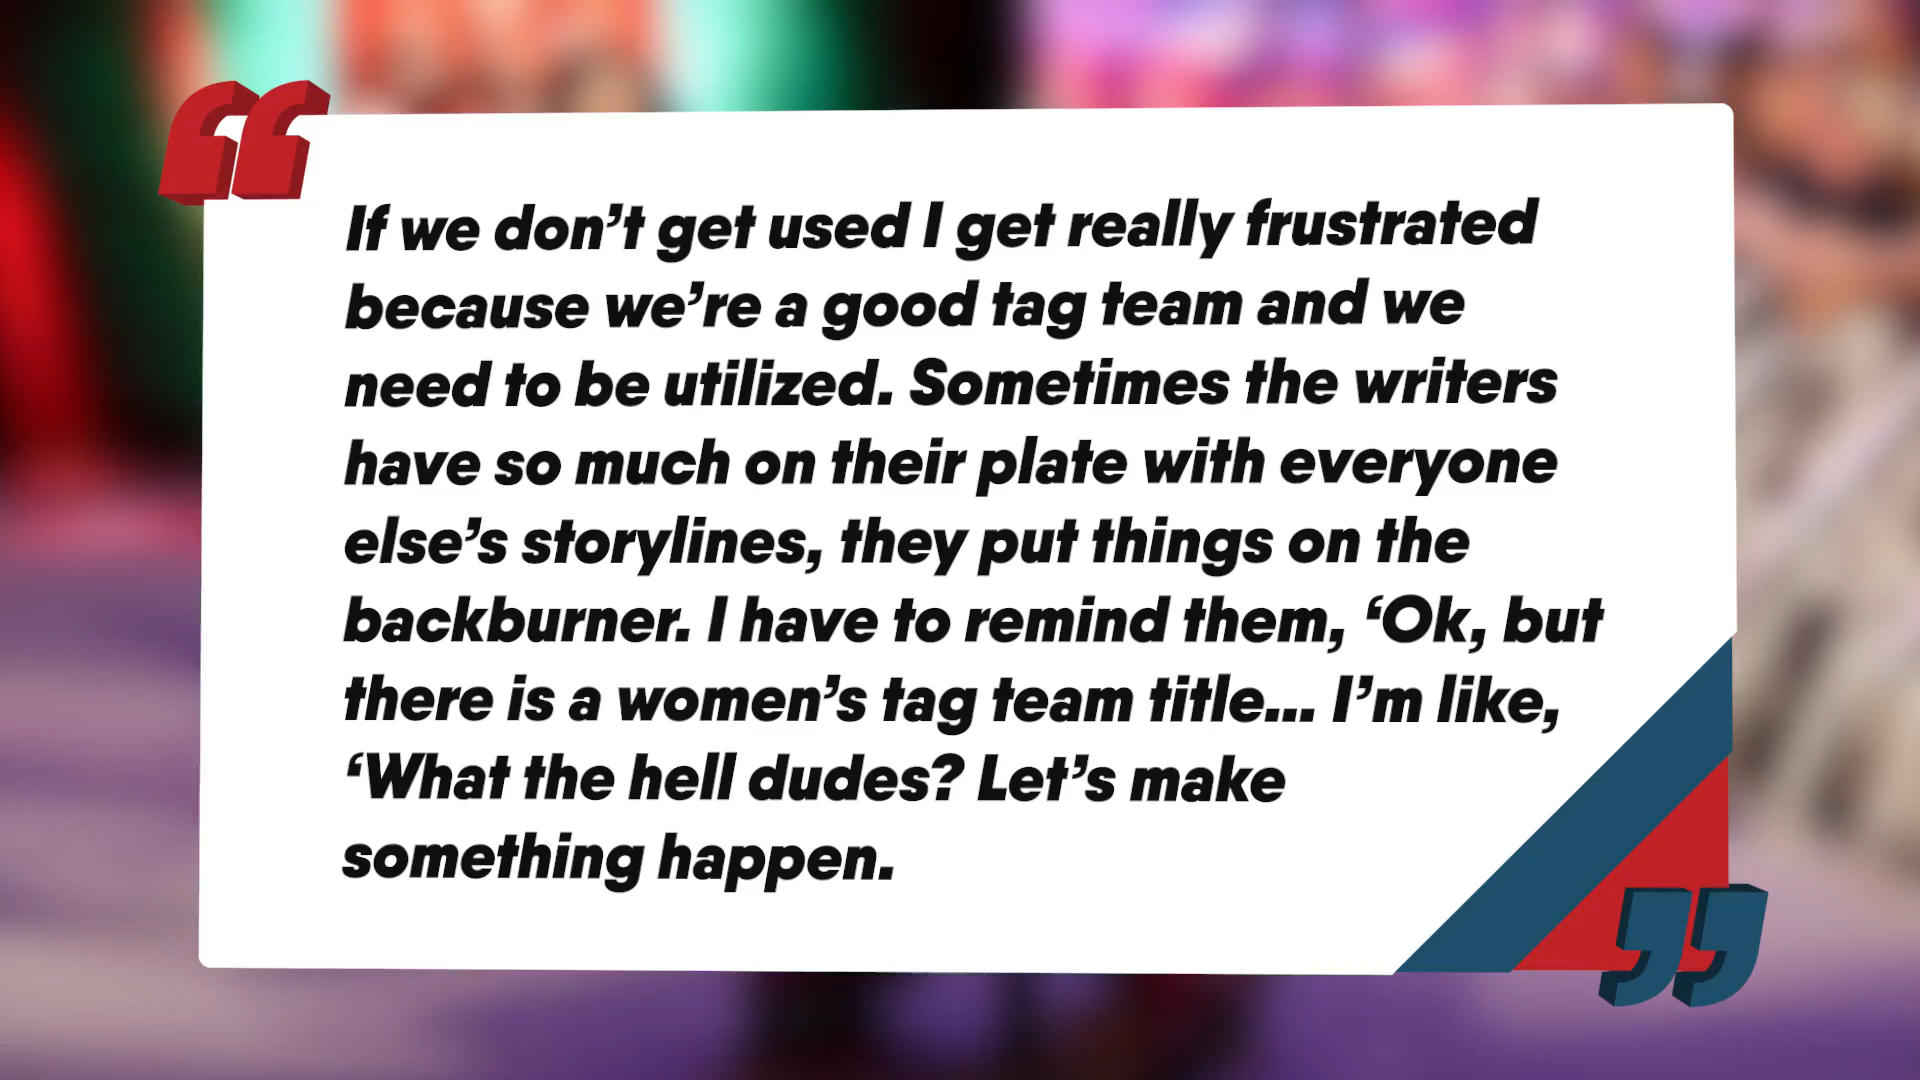 If we don’t get used I get really frustrated
because we’re a good tag team and we
need to be utilized. Sometimes the writers
have so much on their plate with everyone
else’s storylines, they put things on the
backburner. I have to remind them, ‘Ok, but
there is a women’s tag team title... I’m like,
‘What the hell dudes? Let’s make
something happen.